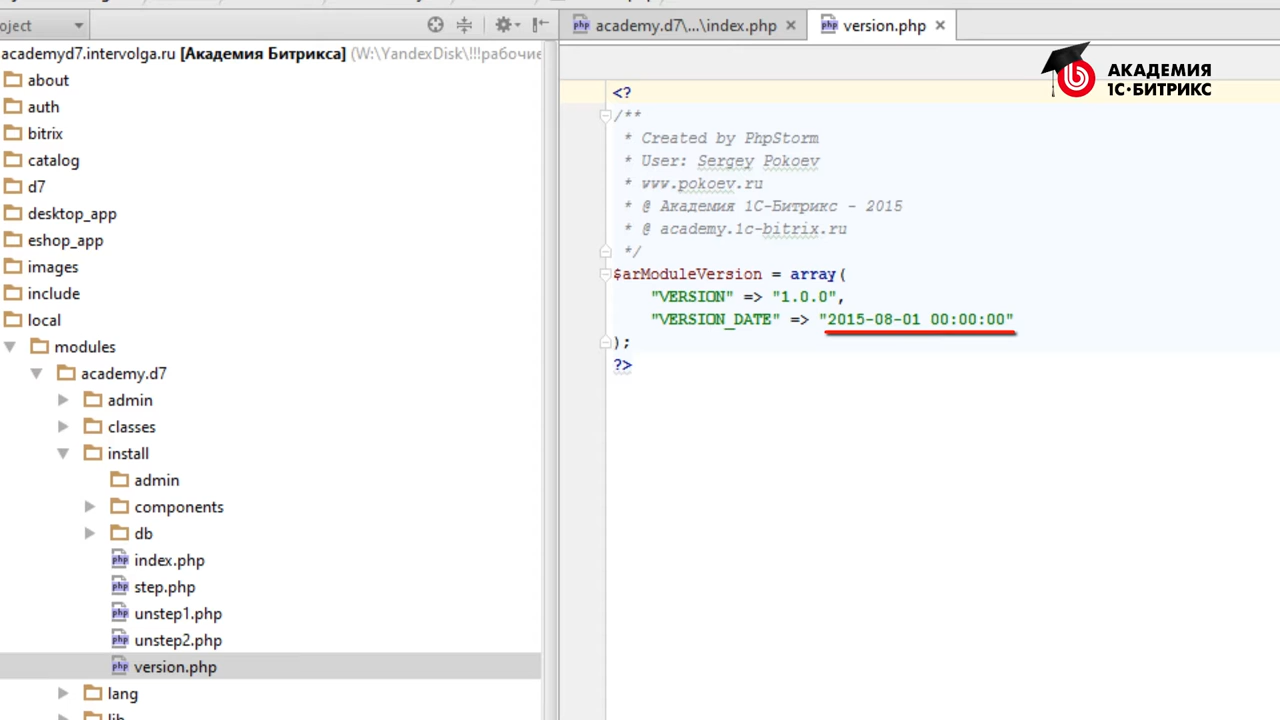 oject
academy.d7\...\index.php
version.php
academyd7.intervolga.ru [Академия Битрикса] (W:\YandexDisk\!!!рабочие
about
auth
bitrix
catalog
d7
desktop_app
eshop_app
images
include
local
modules
academy.d7
admin
classes
install
admin
components
db
index.php
step.php
unstep1.php
unstep2.php
version.php
lang
lib
<?
/**
* Created by PhpStorm
* User: Sergey Pokoev
* www.pokoev.ru
* @ Академия 1С-Битрикс - 2015
* @ academy.1c-bitrix.ru
*/
$arModuleVersion = array(
"VERSION" => "1.0.0",
"VERSION_DATE" => "2015-08-01 00:00:00"
);
?>
АКАДЕМИЯ
1С·БИТРИКС